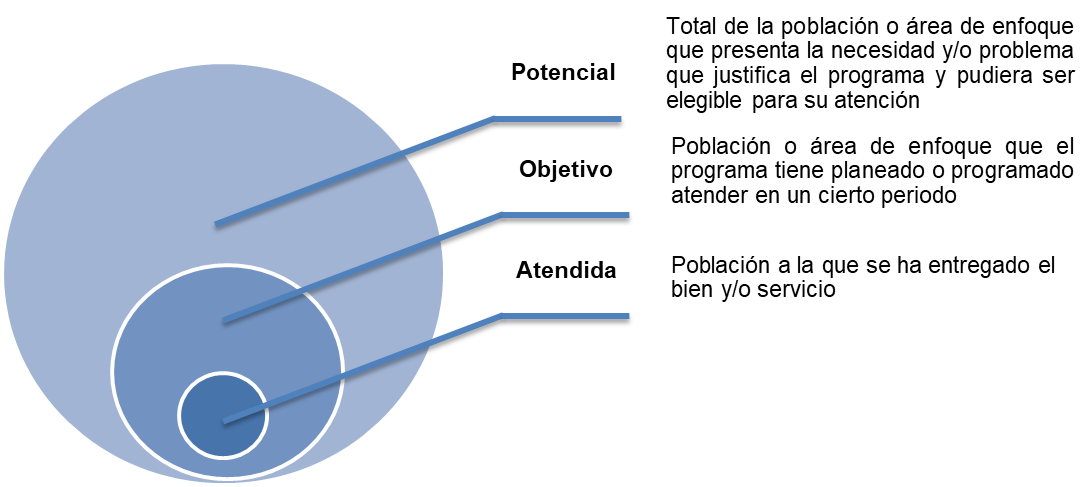 Potencial
Total de la población o área de enfoque
que presenta la necesidad y/o problema
que justifica el programa y pudiera ser
elegible para su atención
Objetivo
Población o área de enfoque que el
programa tiene planeado o programado
atender en un cierto periodo
Atendida
Población a la que se ha entregado el
bien y/o servicio